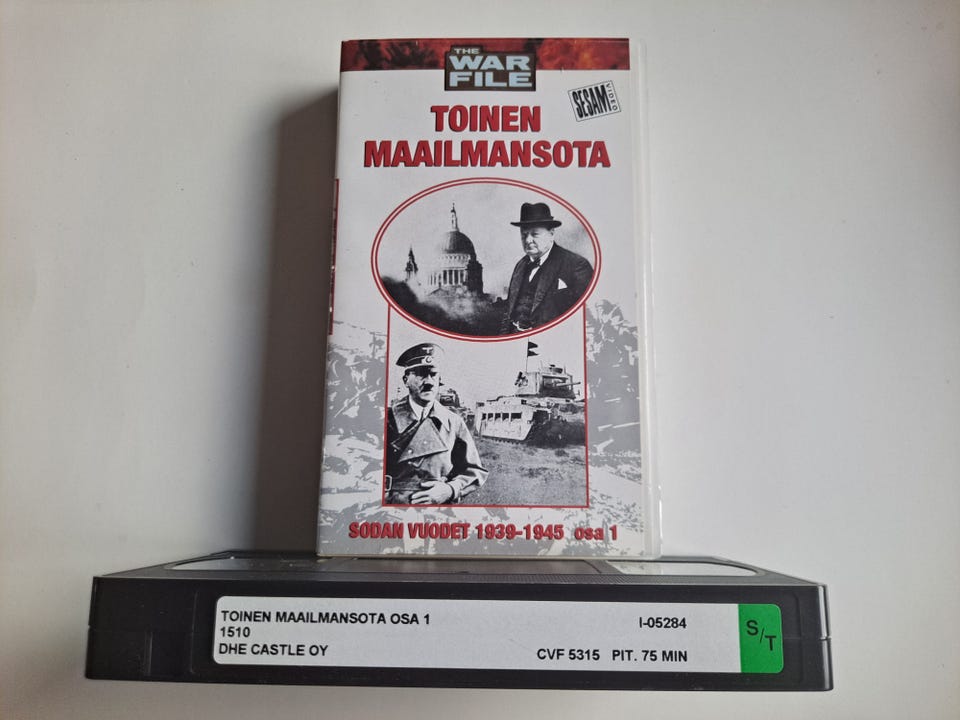 THE
WAR
FILE
SESAM
VIDEO
TOINEN
MAAILMANSOTA
SODAN VUODET 1939-1945 osa 1
TOINEN MAAILMANSOTA OSA 1
I-05284
1510
DHE CASTLE OY
CVF 5315 PIT. 75 MIN
S/T